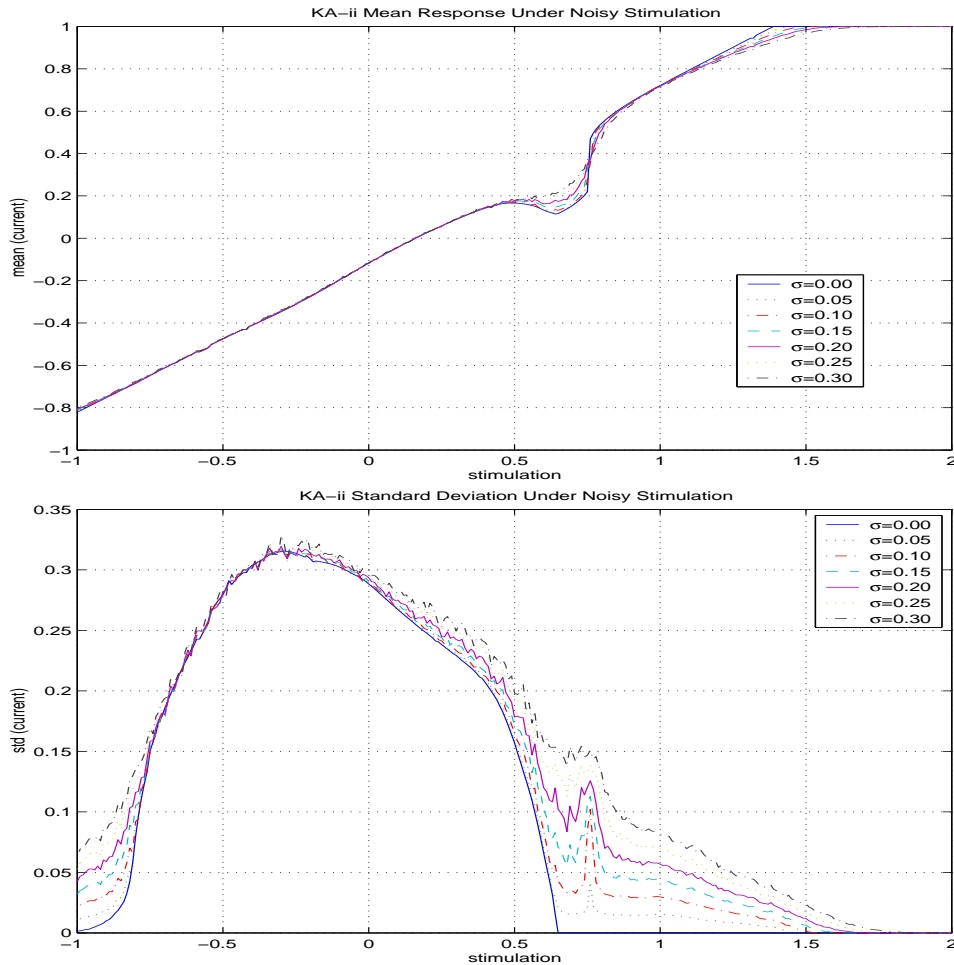 KA-ii Mean Response Under Noisy Stimulation
1
0.8
0.6
0.4
0.2
0
−0.2
−0.4
−0.6
−0.8
−1
mean (current)
σ=0.00
σ=0.05
σ=0.10
σ=0.15
σ=0.20
σ=0.25
σ=0.30
−1
−0.5
0
0.5
1
1.5
2
stimulation
KA-ii Standard Deviation Under Noisy Stimulation
0.35
0.3
0.25
0.2
0.15
0.1
0.05
0
std (current)
σ=0.00
σ=0.05
σ=0.10
σ=0.15
σ=0.20
σ=0.25
σ=0.30
−1
−0.5
0
0.5
1
1.5
2
stimulation